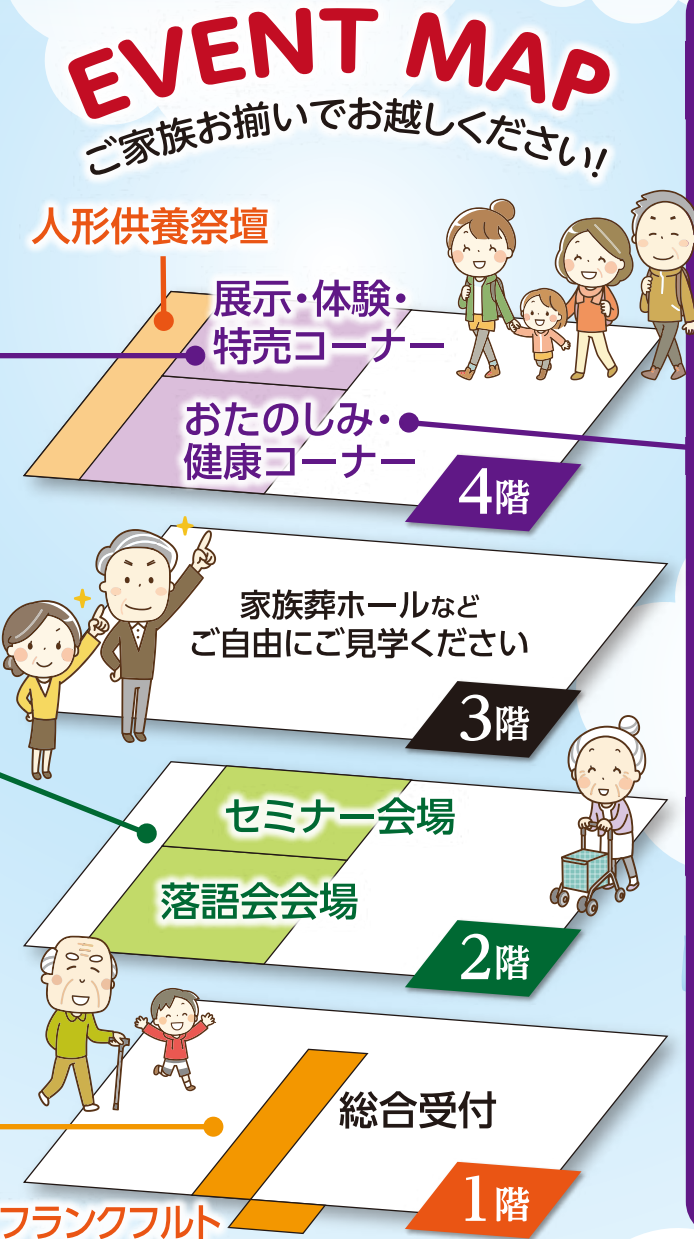 EVENT MAP
ご家族お揃いでお越しください!
人形供養祭壇
展示・体験・
特売コーナー
おたのしみ・
健康コーナー
4階
家族葬ホールなど
ご自由にご見学ください
3階
セミナー会場
落語会会場
2階
総合受付
1階
フランクフルト